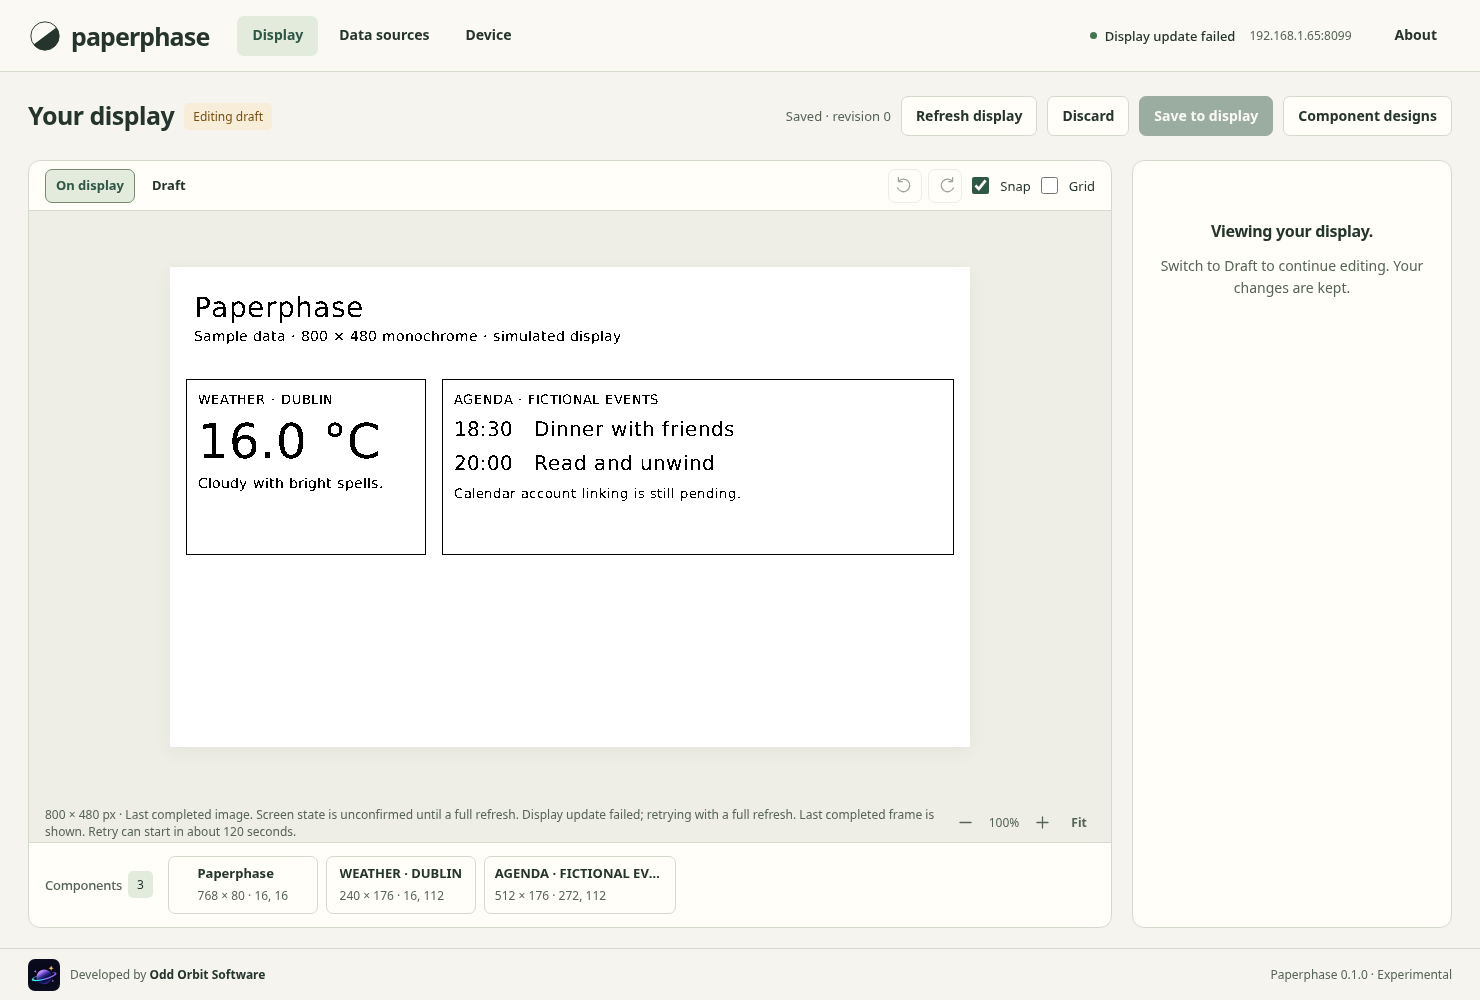 paperphase
Display
Data sources
Device
Display update failed
192.168.1.65:8099
About
Your display
Editing draft
Saved · revision 0
Refresh display
Discard
Save to display
Component designs
On display
Draft
Snap
Grid
Paperphase
Sample data · 800 × 480 monochrome · simulated display
WEATHER · DUBLIN
16.0 °C
Cloudy with bright spells.
AGENDA · FICTIONAL EVENTS
18:30 Dinner with friends
20:00 Read and unwind
Calendar account linking is still pending.
800 × 480 px · Last completed image. Screen state is unconfirmed until a full refresh. Display update failed; retrying with a full refresh. Last completed frame is
shown. Retry can start in about 120 seconds.
100%
Fit
Components 3
Paperphase
768 × 80 · 16, 16
WEATHER · DUBLIN
240 × 176 · 16, 112
AGENDA · FICTIONAL EV...
512 × 176 · 272, 112
Viewing your display.
Switch to Draft to continue editing. Your
changes are kept.
Developed by Odd Orbit Software
Paperphase 0.1.0 · Experimental